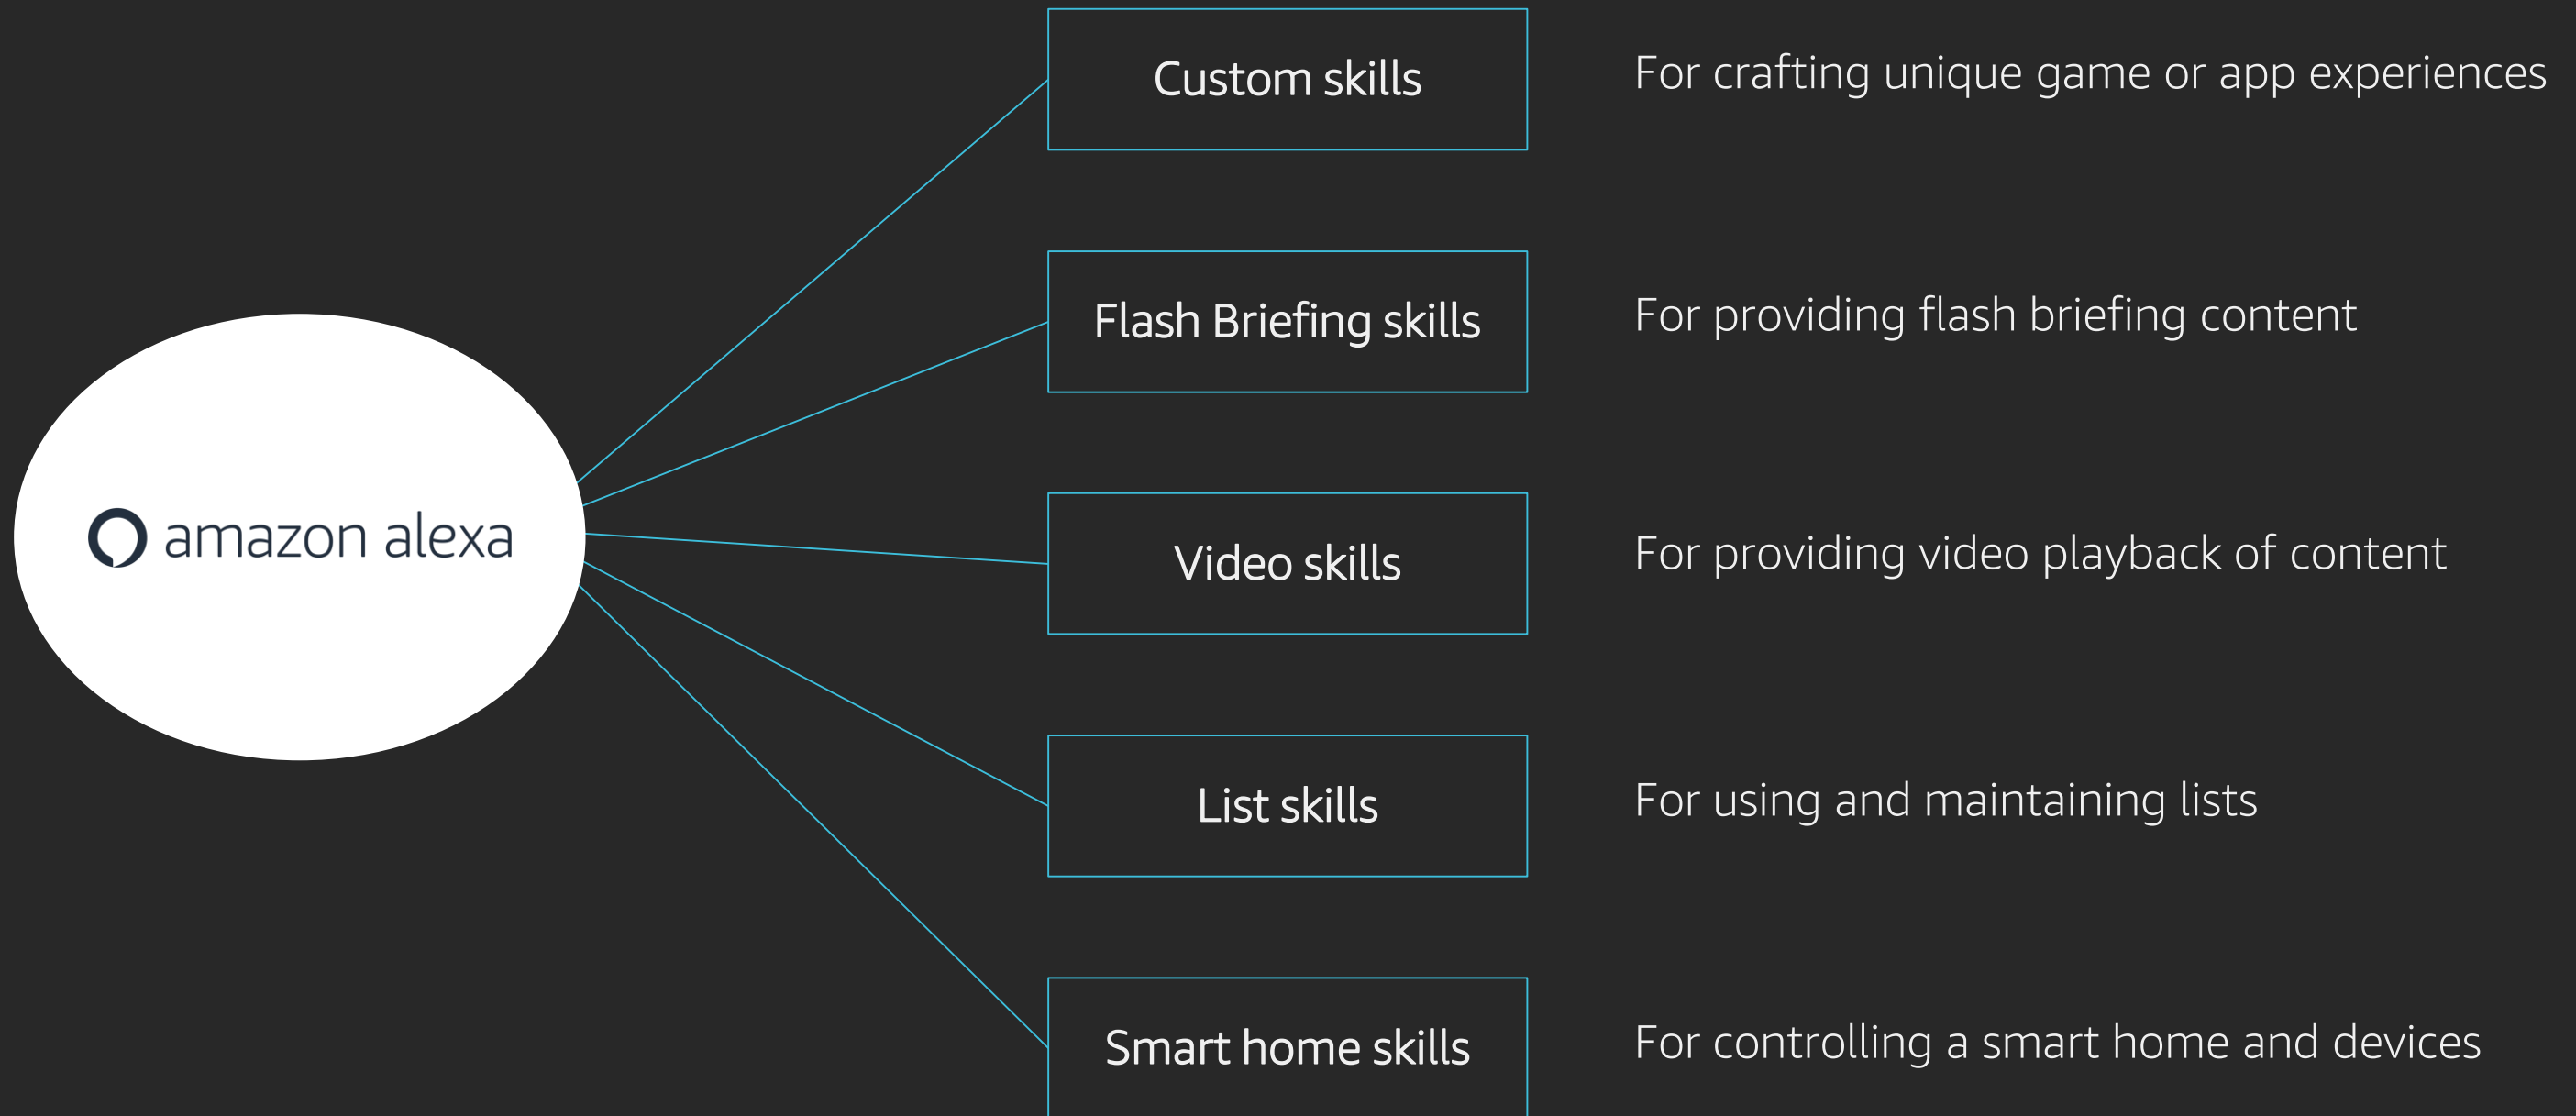 Custom skills
For crafting unique game or app experiences
Flash Briefing skills
For providing flash briefing content
amazon alexa
Video skills
For providing video playback of content
List skills
For using and maintaining lists
Smart home skills
For controlling a smart home and devices